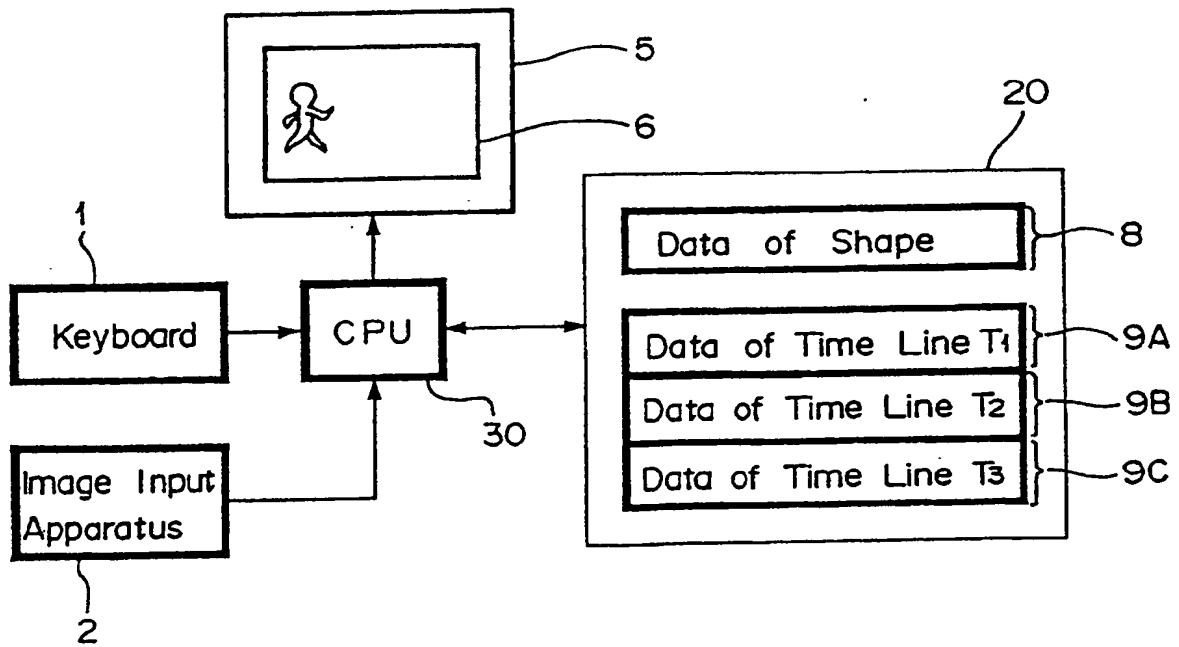 5
6
20
1
Data of Shape
8
Keyboard
CPU
Data of Time Line T1
9A
Data of Time Line T2
9B
30
Image Input
Apparatus
Data of Time Line T3
9C
2